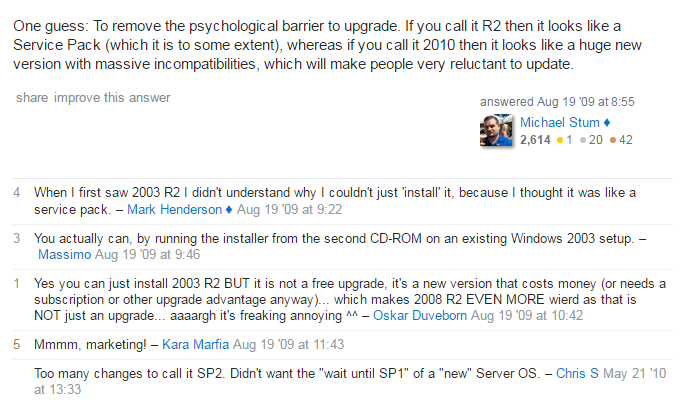 One guess: To remove the psychological barrier to upgrade. If you call it R2 then it looks like a
Service Pack (which it is to some extent), whereas if you call it 2010 then it looks like a huge new
version with massive incompatibilities, which will make people very reluctant to update.
share improve this answer
answered Aug 19 '09 at 8:55
Michael Stum ♦
2,614 ●1 ●20 ●42
4 When I first saw 2003 R2 I didn't understand why I couldn't just 'install' it, because I thought it was like a
service pack. – Mark Henderson ♦ Aug 19 '09 at 9:22
3 You actually can, by running the installer from the second CD-ROM on an existing Windows 2003 setup. –
Massimo Aug 19 '09 at 9:46
1 Yes you can just install 2003 R2 BUT it is not a free upgrade, it's a new version that costs money (or needs a
subscription or other upgrade advantage anyway)... which makes 2008 R2 EVEN MORE wierd as that is
NOT just an upgrade... aaaargh it's freaking annoying ^^ – Oskar Duveborn Aug 19 '09 at 10:42
5 Mmmm, marketing! – Kara Marfia Aug 19 '09 at 11:43
Too many changes to call it SP2. Didn't want the "wait until SP1" of a "new" Server OS. – Chris S May 21 '10
at 13:33